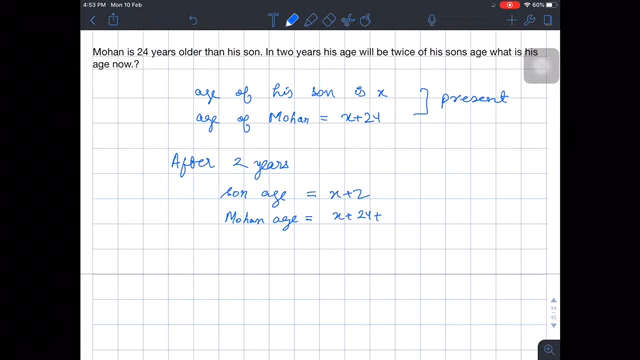 4:53 PM Mon 10 Feb
60%
Mohan is 24 years older than his son. In two years his age will be twice of his sons age what is his
age now.?
age of his son is x
age of Mohan = x+24
present
After 2 years
son age = x+2
Mohan age = x+24+